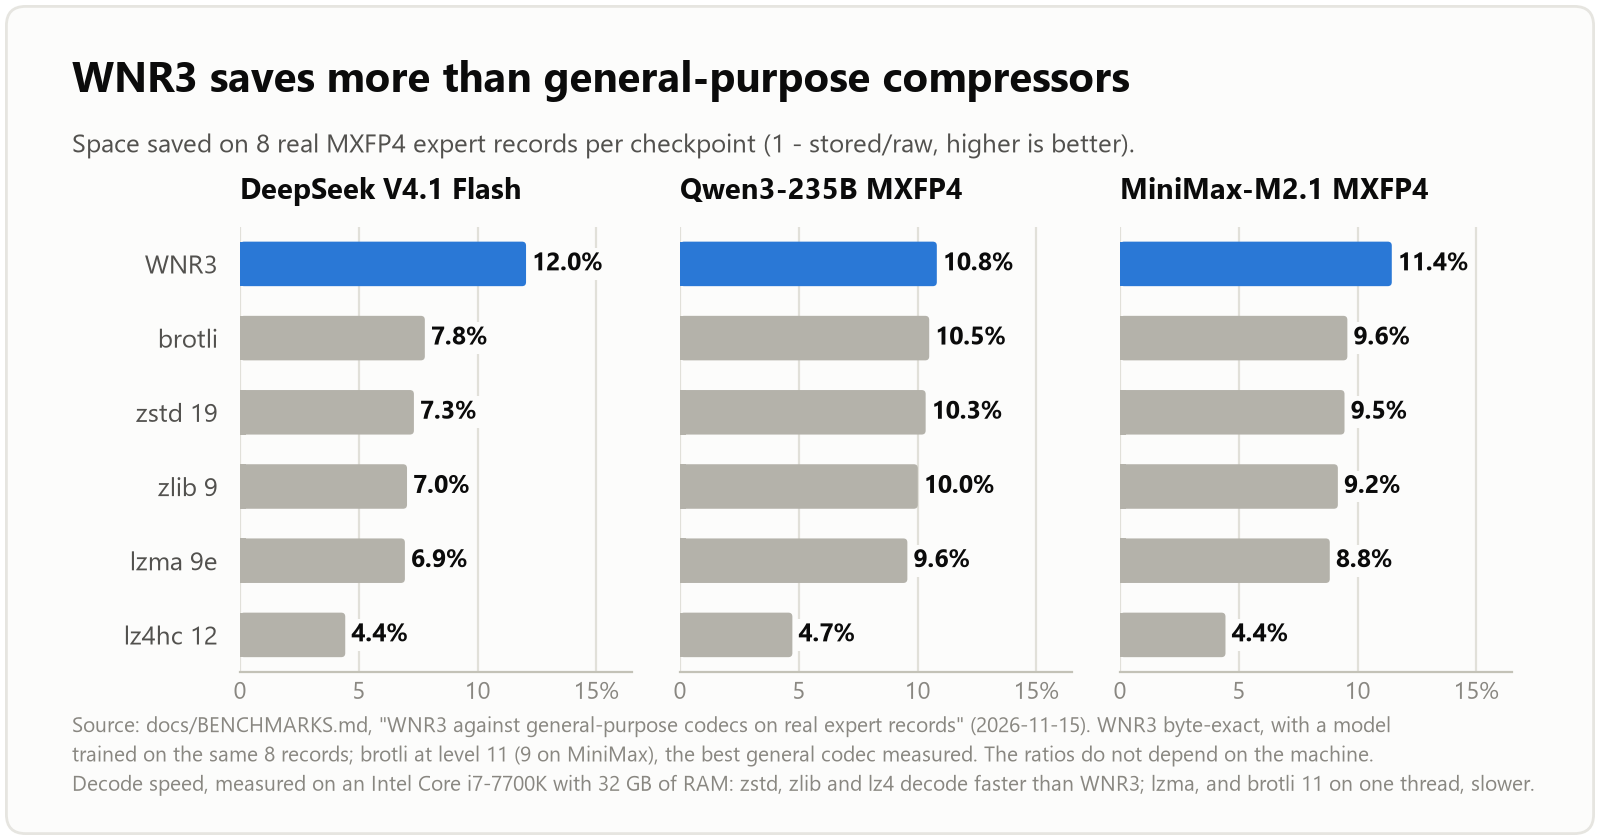 WNR3 saves more than general-purpose compressors
Space saved on 8 real MXFP4 expert records per checkpoint (1 - stored/raw, higher is better).
DeepSeek V4.1 Flash
WNR3 12.0%
brotli 7.8%
zstd 19 7.3%
zlib 9 7.0%
lzma 9e 6.9%
lz4hc 12 4.4%
0 5 10 15%
Qwen3-235B MXFP4
10.8%
10.5%
10.3%
10.0%
9.6%
4.7%
0 5 10 15%
MiniMax-M2.1 MXFP4
11.4%
9.6%
9.5%
9.2%
8.8%
4.4%
0 5 10 15%
Source: docs/BENCHMARKS.md, "WNR3 against general-purpose codecs on real expert records" (2026-11-15). WNR3 byte-exact, with a model
trained on the same 8 records; brotli at level 11 (9 on MiniMax), the best general codec measured. The ratios do not depend on the machine.
Decode speed, measured on an Intel Core i7-7700K with 32 GB of RAM: zstd, zlib and lz4 decode faster than WNR3; lzma, and brotli 11 on one thread, slower.